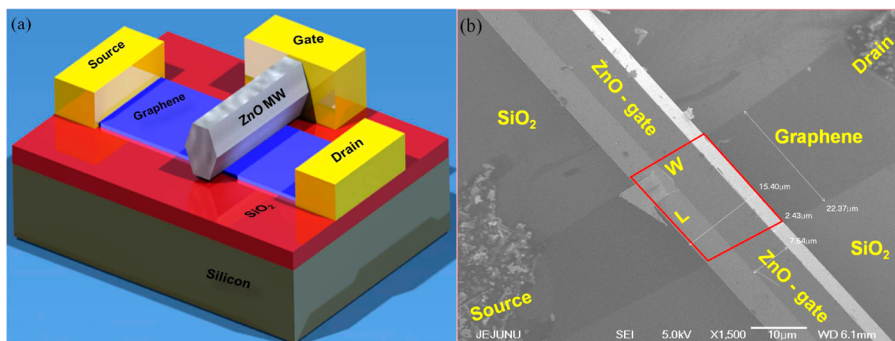 (a)
Source
Gate
Graphene
ZnO MW
Drain
SiO₂
Silicon
(b)
Drain
ZnO - gate
SiO₂
Graphene
W
L
15.40µm
22.37µm
2.43µm
7.64µm
SiO₂
ZnO - gate
Source
JEJUNU SEI 5.0kV X1,500 10µm WD 6.1mm